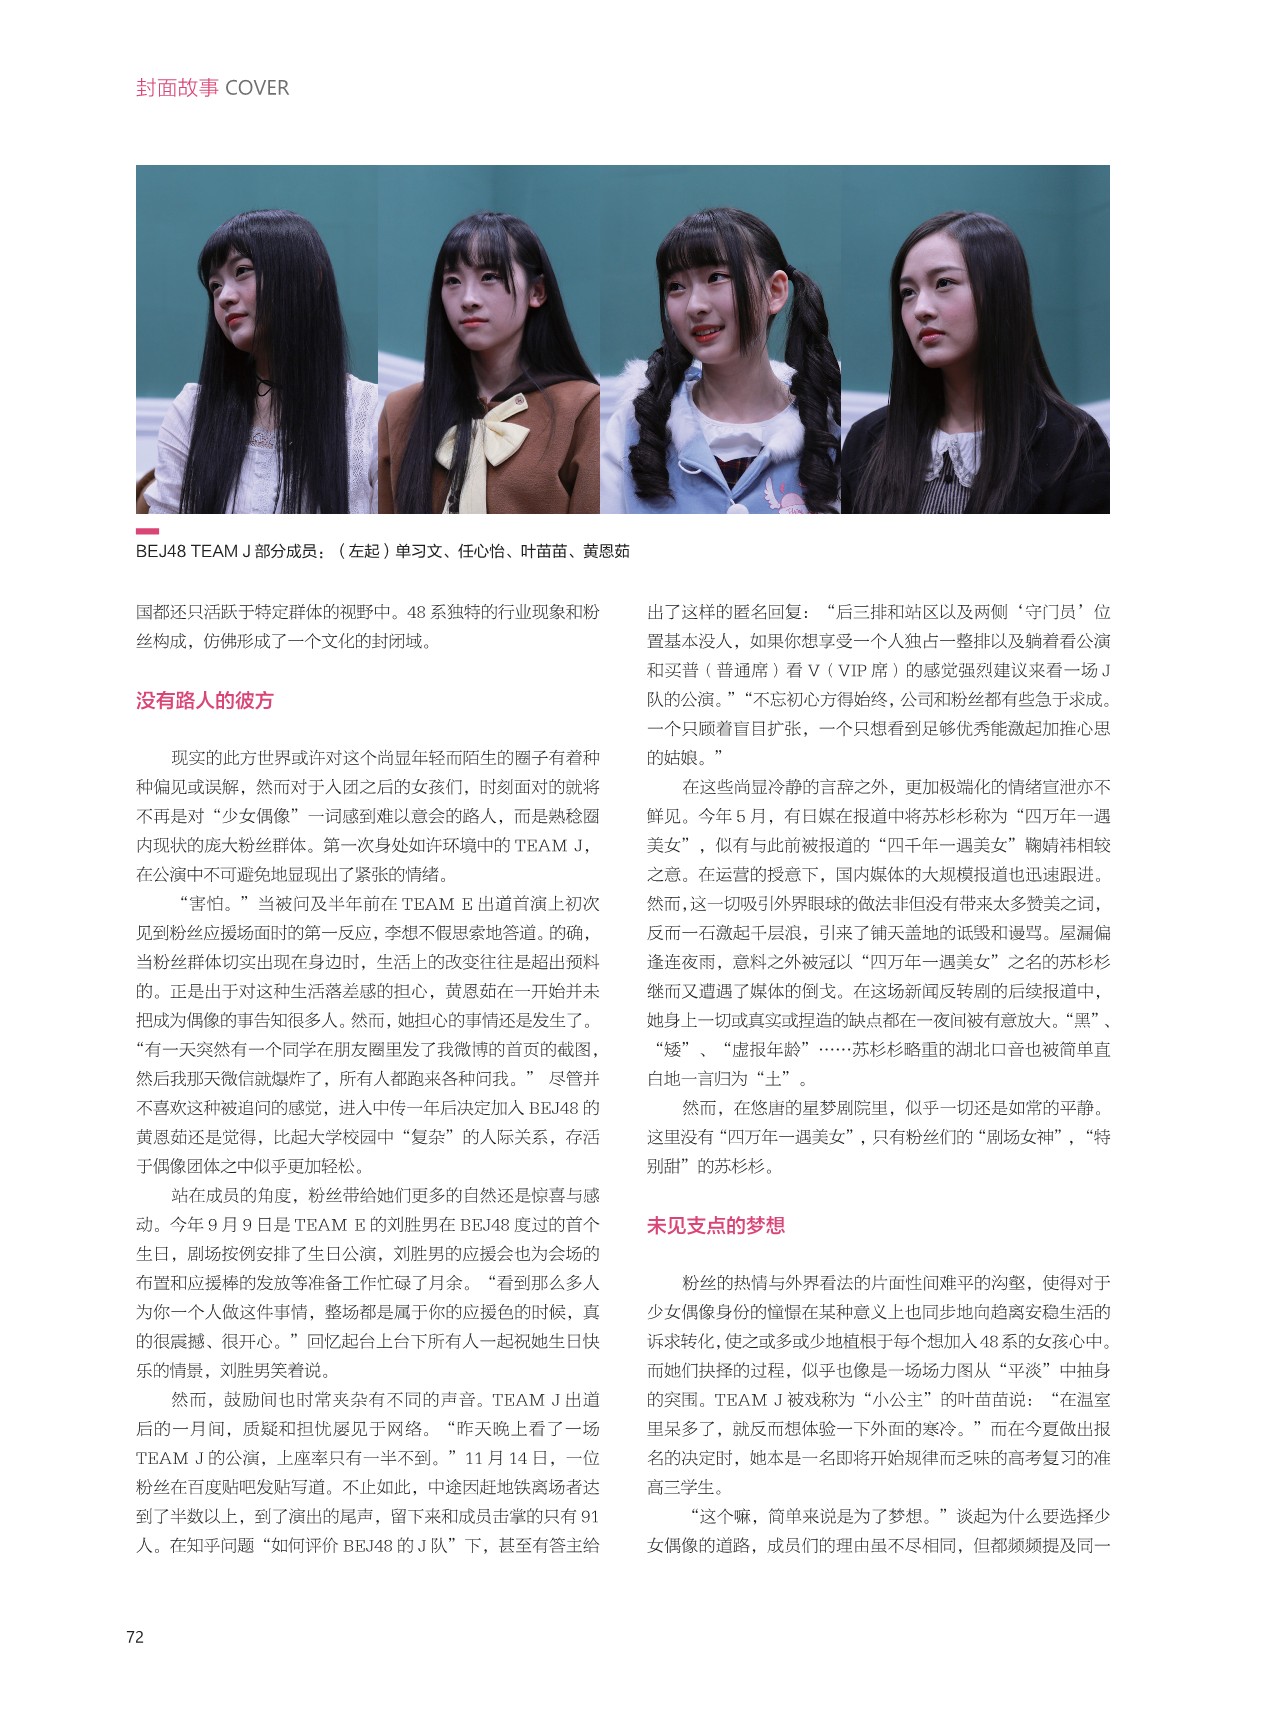 封面故事 COVER
BEJ48 TEAM J 部分成员：（左起）单习文、任心怡、叶苗苗、黄恩茹
国都还只活跃于特定群体的视野中。48 系独特的行业现象和粉
丝构成，仿佛形成了一个文化的封闭域。
没有路人的彼方
现实的此方世界或许对这个尚显年轻而陌生的圈子有着种
种偏见或误解，然而对于入团之后的女孩们，时刻面对的就将
不再是对“少女偶像”一词感到难以意会的路人，而是熟稔圈
内现状的庞大粉丝群体。第一次身处如许环境中的 TEAM J，
在公演中不可避免地显现出了紧张的情绪。
“害怕。”当被问及半年前在 TEAM E 出道首演上初次
见到粉丝应援场面时的第一反应，李想不假思索地答道。的确，
当粉丝群体切实出现在身边时，生活上的改变往往是超出预料
的。正是出于对这种生活落差感的担心，黄恩茹在一开始并未
把成为偶像的事告知很多人。然而，她担心的事情还是发生了。
“有一天突然有一个同学在朋友圈里发了我微博的首页的截图，
然后我那天微信就爆炸了，所有人都跑来各种问我。” 尽管并
不喜欢这种被追问的感觉，进入中传一年后决定加入 BEJ48 的
黄恩茹还是觉得，比起大学校园中“复杂”的人际关系，存活
于偶像团体之中似乎更加轻松。
站在成员的角度，粉丝带给她们更多的自然还是惊喜与感
动。今年 9 月 9 日是 TEAM E 的刘胜男在 BEJ48 度过的首个
生日，剧场按例安排了生日公演，刘胜男的应援会也为会场的
布置和应援棒的发放等准备工作忙碌了月余。“看到那么多人
为你一个人做这件事情，整场都是属于你的应援色的时候，真
的很震撼、很开心。”回忆起台上台下所有人一起祝她生日快
乐的情景，刘胜男笑着说。
然而，鼓励间也时常夹杂有不同的声音。TEAM J 出道
后的一月间，质疑和担忧屡见于网络。“昨天晚上看了一场
TEAM J 的公演，上座率只有一半不到。”11 月 14 日，一位
粉丝在百度贴吧发贴写道。不止如此，中途因赶地铁离场者达
到了半数以上，到了演出的尾声，留下来和成员击掌的只有 91
人。在知乎问题“如何评价 BEJ48 的 J 队”下，甚至有答主给
出了这样的匿名回复：“后三排和站区以及两侧‘守门员’位
置基本没人，如果你想享受一个人独占一整排以及躺着看公演
和买普（普通席）看 V（VIP 席）的感觉强烈建议来看一场 J
队的公演。”“不忘初心方得始终，公司和粉丝都有些急于求成。
一个只顾着盲目扩张，一个只想看到足够优秀能激起加推心思
的姑娘。”
在这些尚显冷静的言辞之外，更加极端化的情绪宣泄亦不
鲜见。今年 5 月，有日媒在报道中将苏杉杉称为“四万年一遇
美女”，似有与此前被报道的“四千年一遇美女”鞠婧祎相较
之意。在运营的授意下，国内媒体的大规模报道也迅速跟进。
然而，这一切吸引外界眼球的做法非但没有带来太多赞美之词，
反而一石激起千层浪，引来了铺天盖地的诋毁和谩骂。屋漏偏
逢连夜雨，意料之外被冠以“四万年一遇美女”之名的苏杉杉
继而又遭遇了媒体的倒戈。在这场新闻反转剧的后续报道中，
她身上一切或真实或捏造的缺点都在一夜间被有意放大。“黑”、
“矮”、“虚报年龄”……苏杉杉略重的湖北口音也被简单直
白地一言归为“土”。
然而，在悠唐的星梦剧院里，似乎一切还是如常的平静。
这里没有“四万年一遇美女”，只有粉丝们的“剧场女神”，“特
别甜”的苏杉杉。
未见支点的梦想
粉丝的热情与外界看法的片面性间难平的沟壑，使得对于
少女偶像身份的憧憬在某种意义上也同步地向趋离安稳生活的
诉求转化，使之或多或少地植根于每个想加入 48 系的女孩心中。
而她们抉择的过程，似乎也像是一场场力图从“平淡”中抽身
的突围。TEAM J 被戏称为“小公主”的叶苗苗说：“在温室
里呆多了，就反而想体验一下外面的寒冷。”而在今夏做出报
名的决定时，她本是一名即将开始规律而乏味的高考复习的准
高三学生。
“这个嘛，简单来说是为了梦想。”谈起为什么要选择少
女偶像的道路，成员们的理由虽不尽相同，但都频频提及同一
72